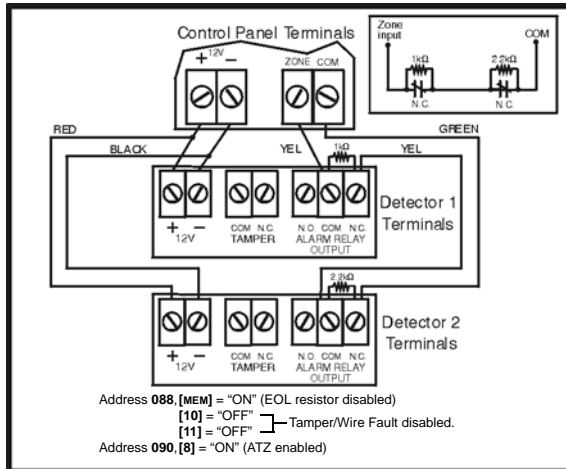 Control Panel Terminals
+ 12V −
ZONE COM
Zone input
COM
1kΩ
2.2kΩ
N.C.
N.C.
RED
BLACK
YEL
1kΩ
YEL
GREEN
Detector 1 Terminals
+ − 
12V
COM N.C.
TAMPER
N.O. COM N.C.
ALARM RELAY
OUTPUT
2.2kΩ
Detector 2 Terminals
+ −
12V
COM N.C.
TAMPER
N.O. COM N.C.
ALARM RELAY
OUTPUT
Address 088, [MEM] = “ON” (EOL resistor disabled)
[10] = “OFF”
[11] = “OFF”
Tamper/Wire Fault disabled.
Address 090, [8] = “ON” (ATZ enabled)